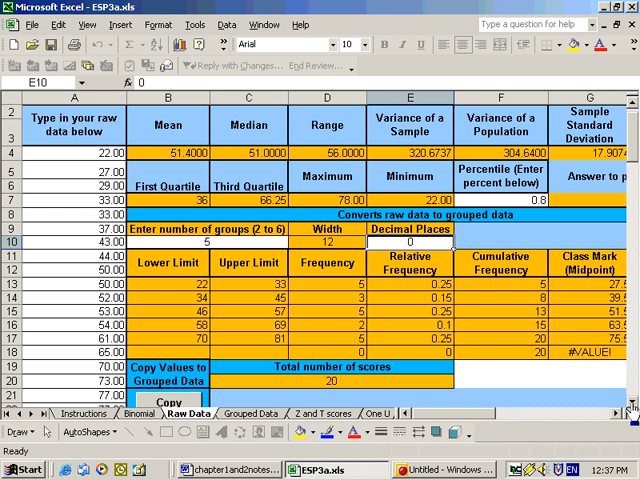 Microsoft Excel - ESP3a.xls
File Edit View Insert Format Tools Data Window Help Type a question for help
Arial 10 B I U
Reply with Changes... End Review...
E10 fx 0
A B C D E F G
2 Type in your raw data below Mean Median Range Variance of a Sample Variance of a Population Sample Standard Deviation
3
4 22.00 51.4000 51.0000 56.0000 320.6737 304.6400 17.9074
5 27.00 First Quartile Third Quartile Maximum Minimum Percentile (Enter percent below) Answer to p
6 29.00
7 33.00 36 66.25 78.00 22.00 0.8
8 33.00 Converts raw data to grouped data
9 37.00 Enter number of groups (2 to 6) Width Decimal Places
10 43.00 5 12 0
11 44.00 Lower Limit Upper Limit Frequency Relative Frequency Cumulative Frequency Class Mark (Midpoint)
12 50.00
13 50.00 22 33 5 0.25 5 27.5
14 52.00 34 45 3 0.15 8 39.5
15 53.00 46 57 5 0.25 13 51.5
16 54.00 58 69 2 0.1 15 63.5
17 61.00 70 81 5 0.25 20 75.5
18 65.00 0 0 20 #VALUE!
19 70.00 Copy Values to Grouped Data Total number of scores
20 73.00 20
21 77.00 Copy
Instructions Binomial Raw Data Grouped Data Z and T scores One U
Draw AutoShapes
Ready
Start chapter1and2notes... ESP3a.xls Untitled - Windows ... EN 12:37 PM